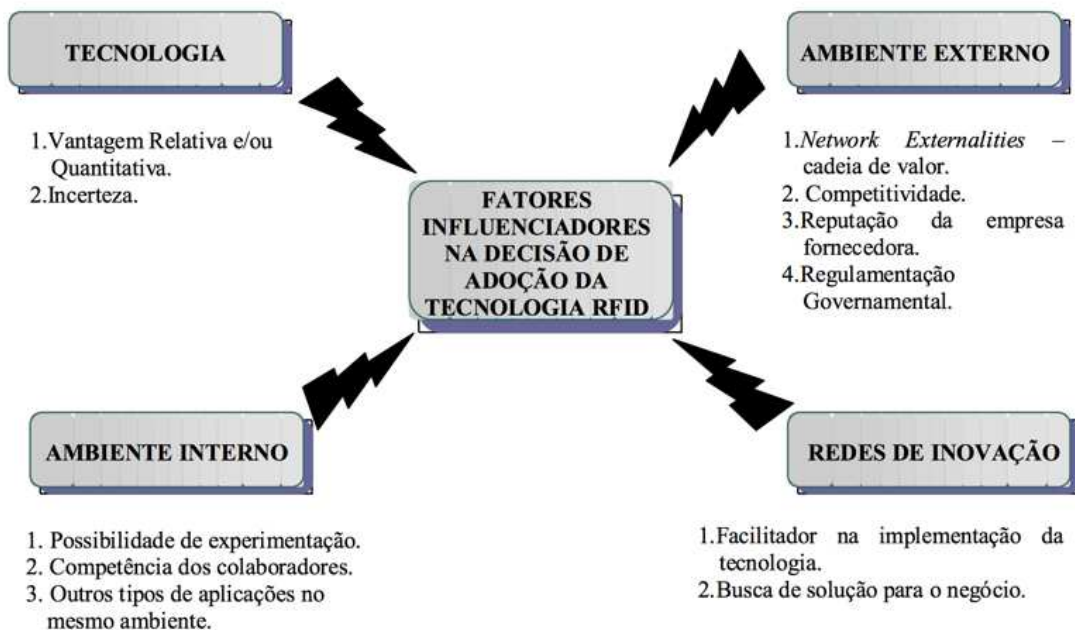 TECNOLOGIA
1.Vantagem Relativa e/ou
Quantitativa.
2.Incerteza.
AMBIENTE EXTERNO
1.Network Externalities –
cadeia de valor.
2. Competitividade.
3.Reputação da empresa
fornecedora.
4.Regulamentação
Governamental.
FATORES
INFLUENCIADORES
NA DECISÃO DE
ADOÇÃO DA
TECNOLOGIA RFID
AMBIENTE INTERNO
1. Possibilidade de experimentação.
2. Competência dos colaboradores.
3. Outros tipos de aplicações no
mesmo ambiente.
REDES DE INOVAÇÃO
1.Facilitador na implementação da
tecnologia.
2.Busca de solução para o negócio.